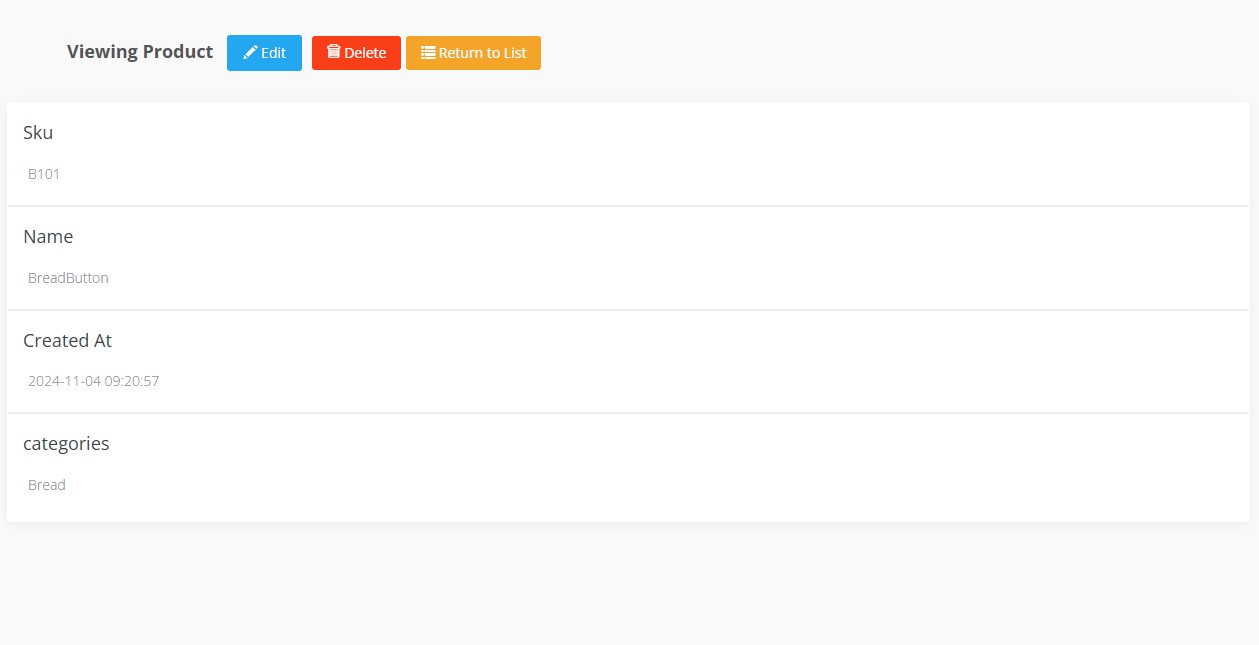 Viewing Product Edit Delete Return to List
Sku
B101
Name
BreadButton
Created At
2024-11-04 09:20:57
categories
Bread